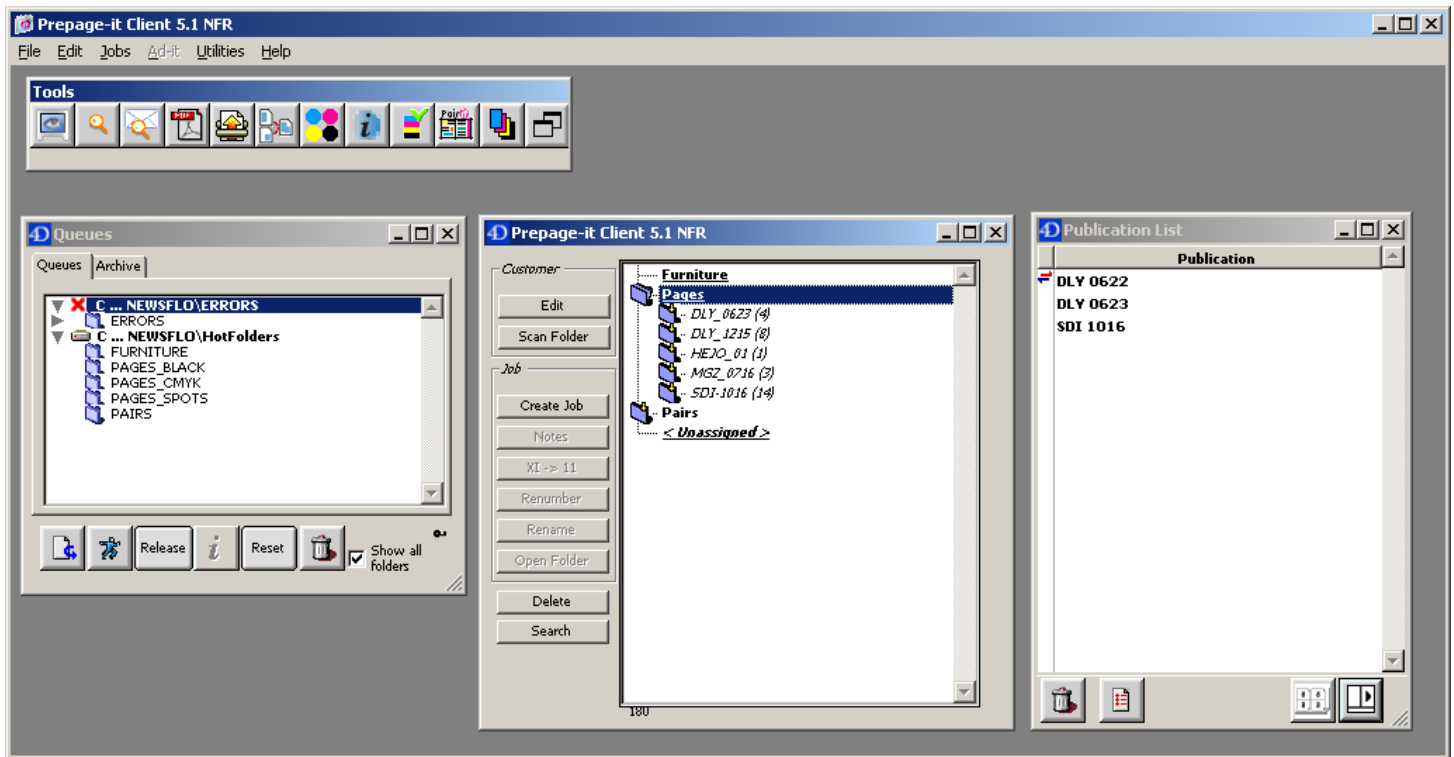 Prepage-it Client 5.1 NFR
File Edit Jobs Ad-it Utilities Help
Tools
PDF
Pairit
Queues
Queues Archive
C ... NEWSFLO\ERRORS
ERRORS
C ... NEWSFLO\HotFolders
FURNITURE
PAGES_BLACK
PAGES_CMYK
PAGES_SPOTS
PAIRS
Release
i
Reset
Show all
folders
Prepage-it Client 5.1 NFR
Customer
Edit
Scan Folder
Job
Create Job
Notes
XI -> 11
Renumber
Rename
Open Folder
Delete
Search
Furniture
Pages
DLY_0623 (4)
DLY_1215 (8)
HEJO_01 (1)
MGZ_0716 (3)
SDI-1016 (14)
Pairs
< Unassigned >
180
Publication List
Publication
DLY 0622
DLY 0623
SDI 1016